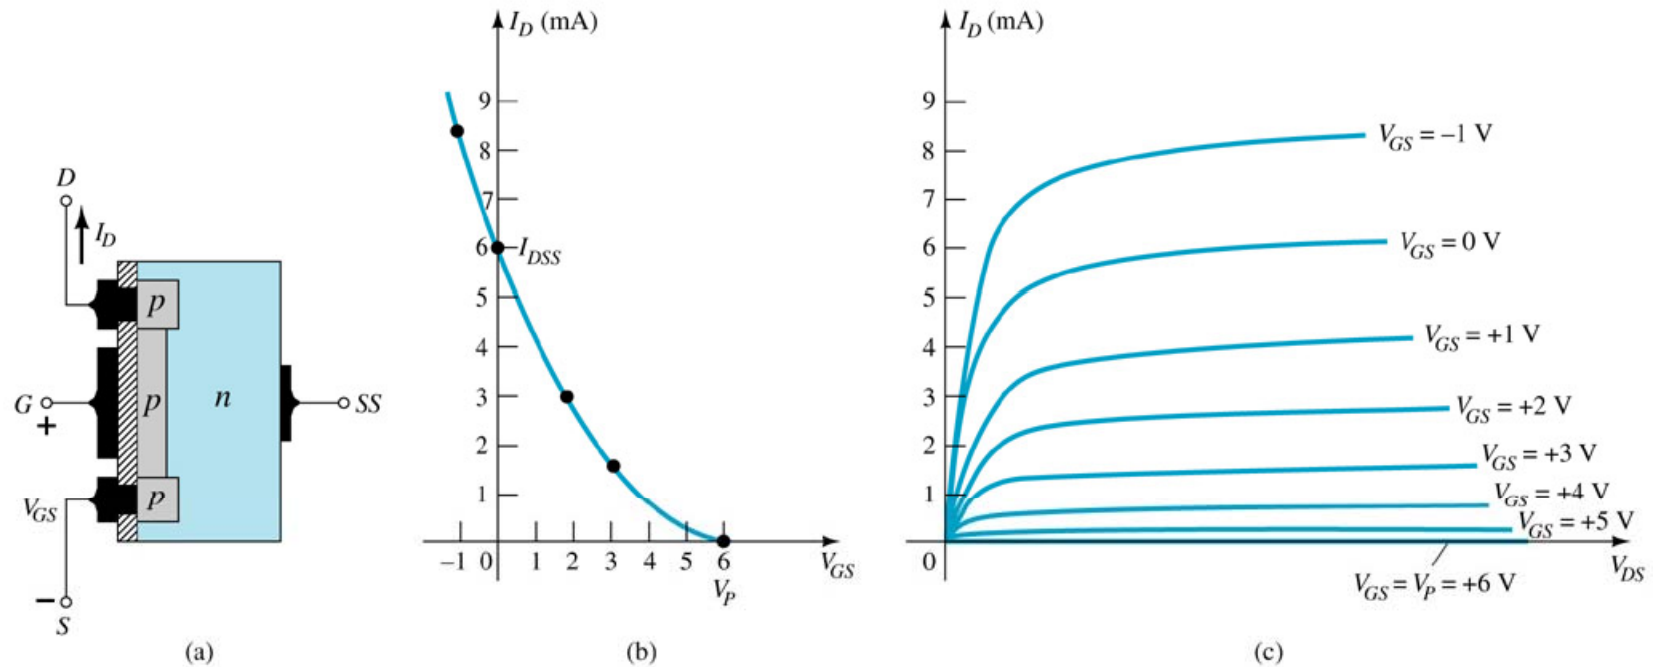 D
I_D
p
p
n
G
+
SS
p
V_GS
−
S
(a)
I_D (mA)
9
8
7
6
I_DSS
5
4
3
2
1
−1 0 1 2 3 4 5 6
V_GS
V_P
(b)
I_D (mA)
9
V_GS = −1 V
8
7
6
V_GS = 0 V
5
4
V_GS = +1 V
3
V_GS = +2 V
2
V_GS = +3 V
1
V_GS = +4 V
V_GS = +5 V
0
V_DS
V_GS = V_P = +6 V
(c)